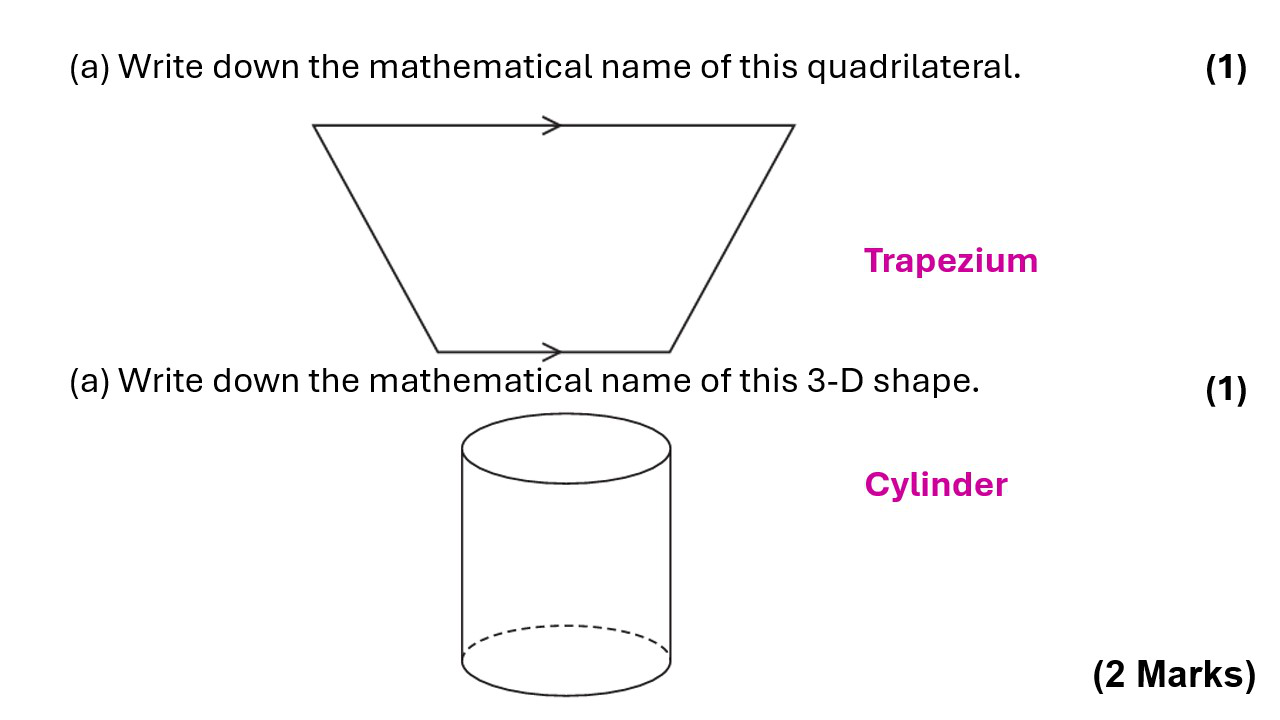 (a) Write down the mathematical name of this quadrilateral. (1)
Trapezium
(a) Write down the mathematical name of this 3-D shape. (1)
Cylinder
(2 Marks)